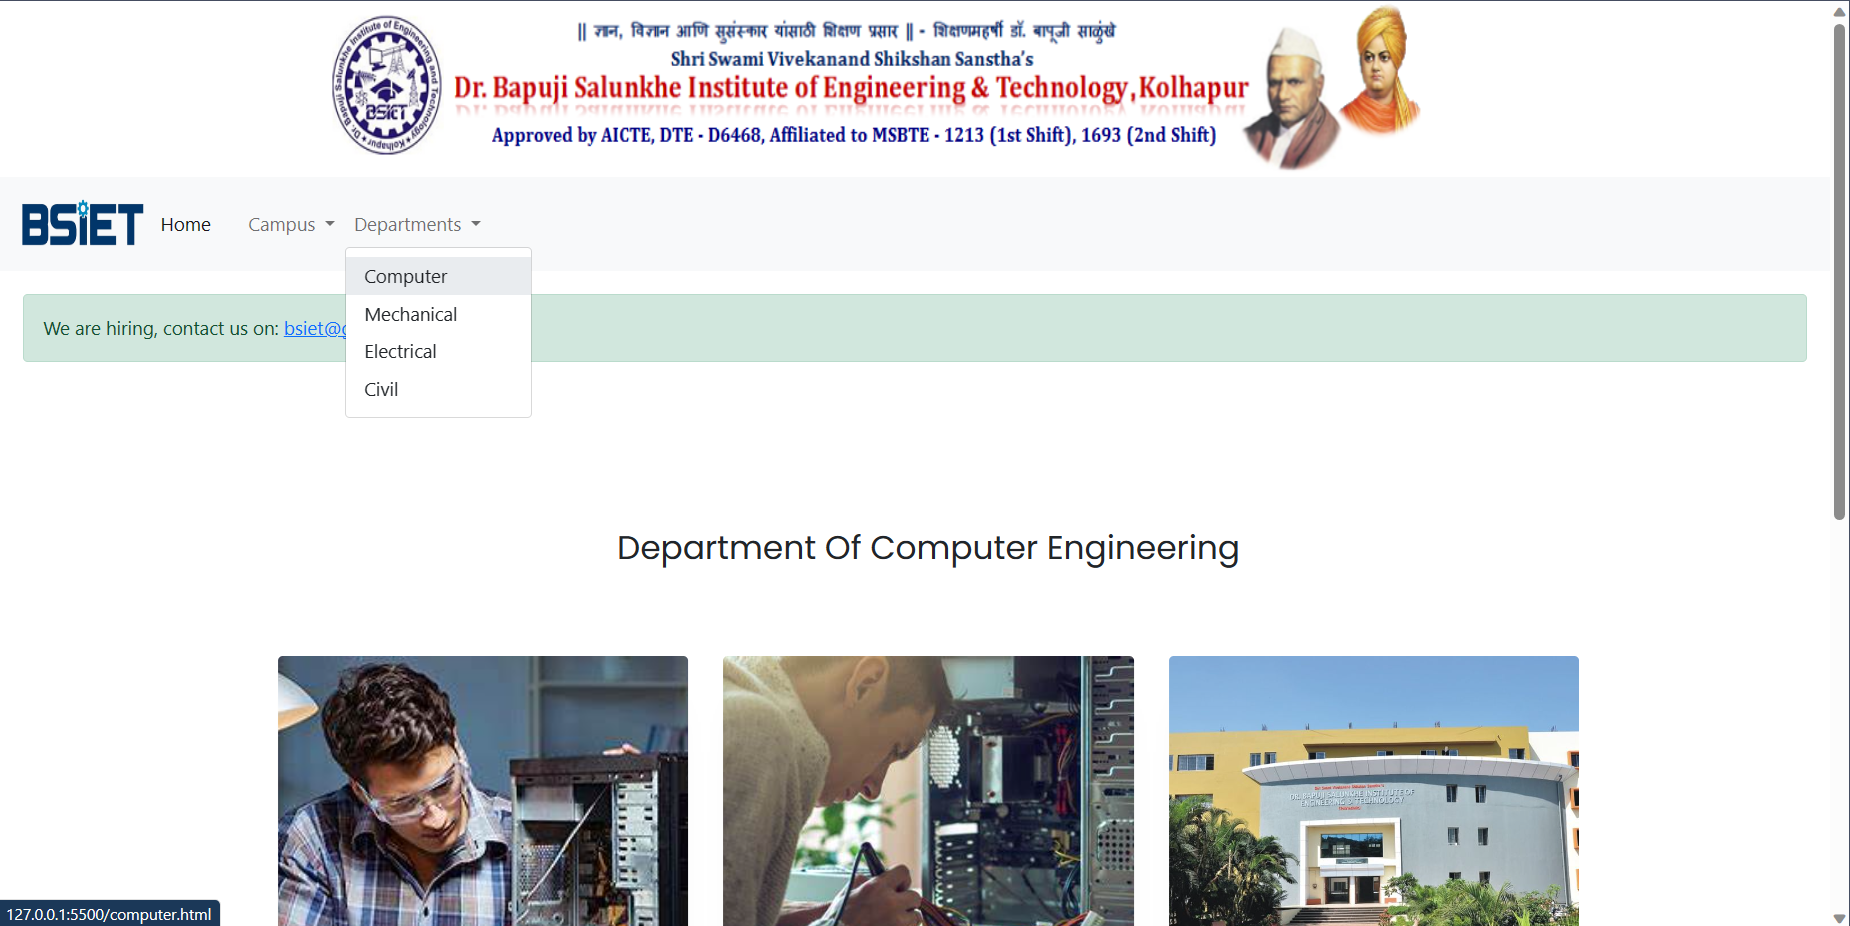 || ज्ञान, विज्ञान आणि सुसंस्कार यांसाठी शिक्षण प्रसार || - शिक्षणमहर्षी डॉ. बापूजी साळुंखे
Shri Swami Vivekanand Shikshan Sanstha's
Dr. Bapuji Salunkhe Institute of Engineering & Technology,Kolhapur
Approved by AICTE, DTE - D6468, Affiliated to MSBTE - 1213 (1st Shift), 1693 (2nd Shift)
Dr. Bapuji Salunkhe Institute of Engineering and Technology
Kolhapur
BSIET
BSIET Home Campus Departments
Computer
Mechanical
Electrical
Civil
We are hiring, contact us on: bsiet@
Department Of Computer Engineering
DR. BAPUJI SALUNKHE INSTITUTE OF
ENGINEERING & TECHNOLOGY
127.0.0.1:5500/computer.html